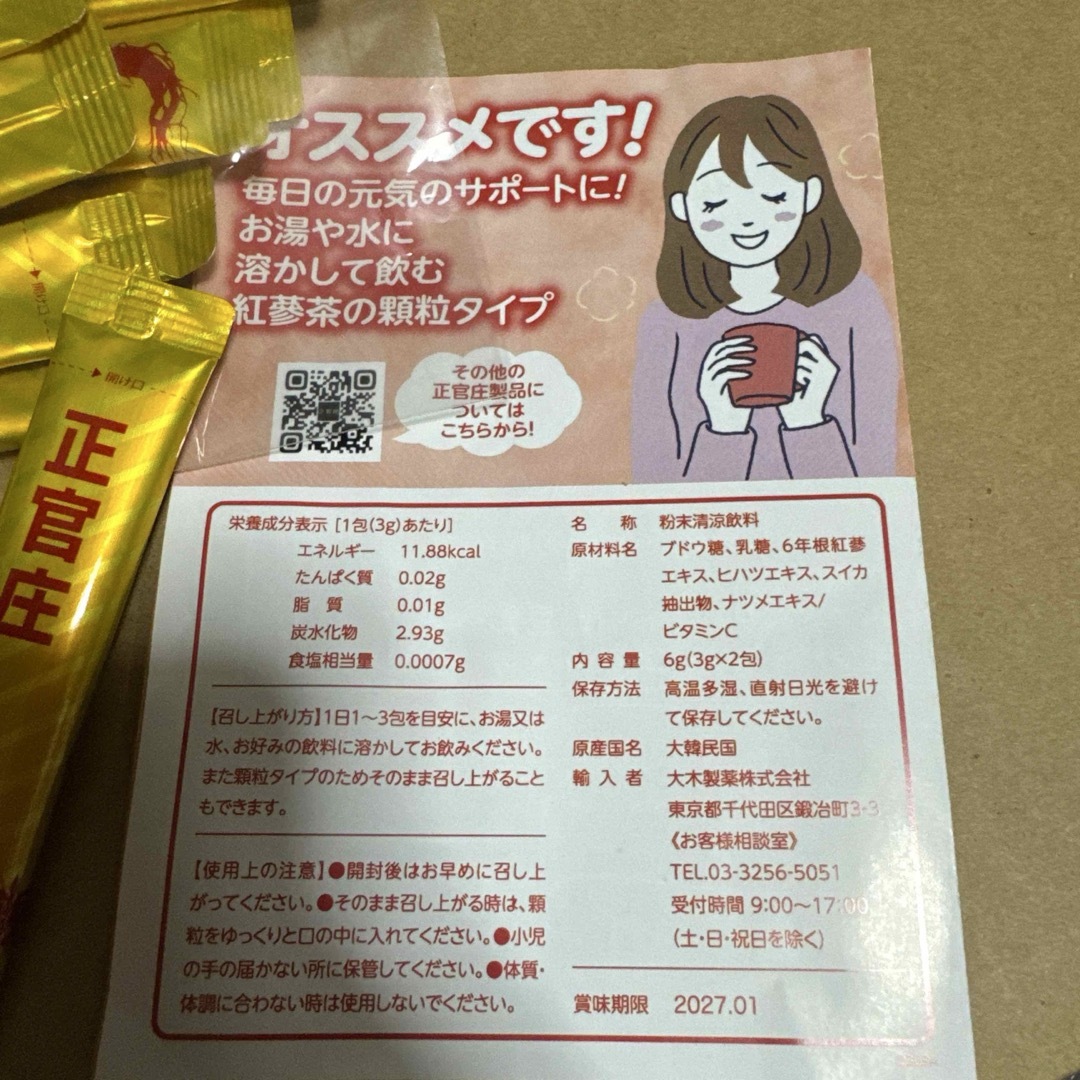 オススメです!
毎日の元気のサポートに!
お湯や水に
溶かして飲む
紅蔘茶の顆粒タイプ
その他の
正官庄製品に
ついては
こちらから!
開け口
正官庄
栄養成分表示 [1包(3g)あたり]
エネルギー 11.88kcal
たんぱく質 0.02g
脂 質 0.01g
炭水化物 2.93g
食塩相当量 0.0007g
【召し上がり方】1日1〜3包を目安に、お湯又は
水、お好みの飲料に溶かしてお飲みください。
また顆粒タイプのためそのまま召し上がること
もできます。
【使用上の注意】●開封後はお早めに召し上
がってください。●そのまま召し上がる時は、顆
粒をゆっくりと口の中に入れてください。●小児
の手の届かない所に保管してください。●体質・
体調に合わない時は使用しないでください。
名 称 粉末清涼飲料
原材料名 ブドウ糖、乳糖、6年根紅蔘
エキス、ヒハツエキス、スイカ
抽出物、ナツメエキス/
ビタミンC
内容量 6g(3g×2包)
保存方法 高温多湿、直射日光を避け
て保存してください。
原産国名 大韓民国
輸入者 大木製薬株式会社
東京都千代田区鍛冶町3-3
《お客様相談室》
TEL.03-3256-5051
受付時間 9:00〜17:00
(土・日・祝日を除く)
賞味期限 2027.01